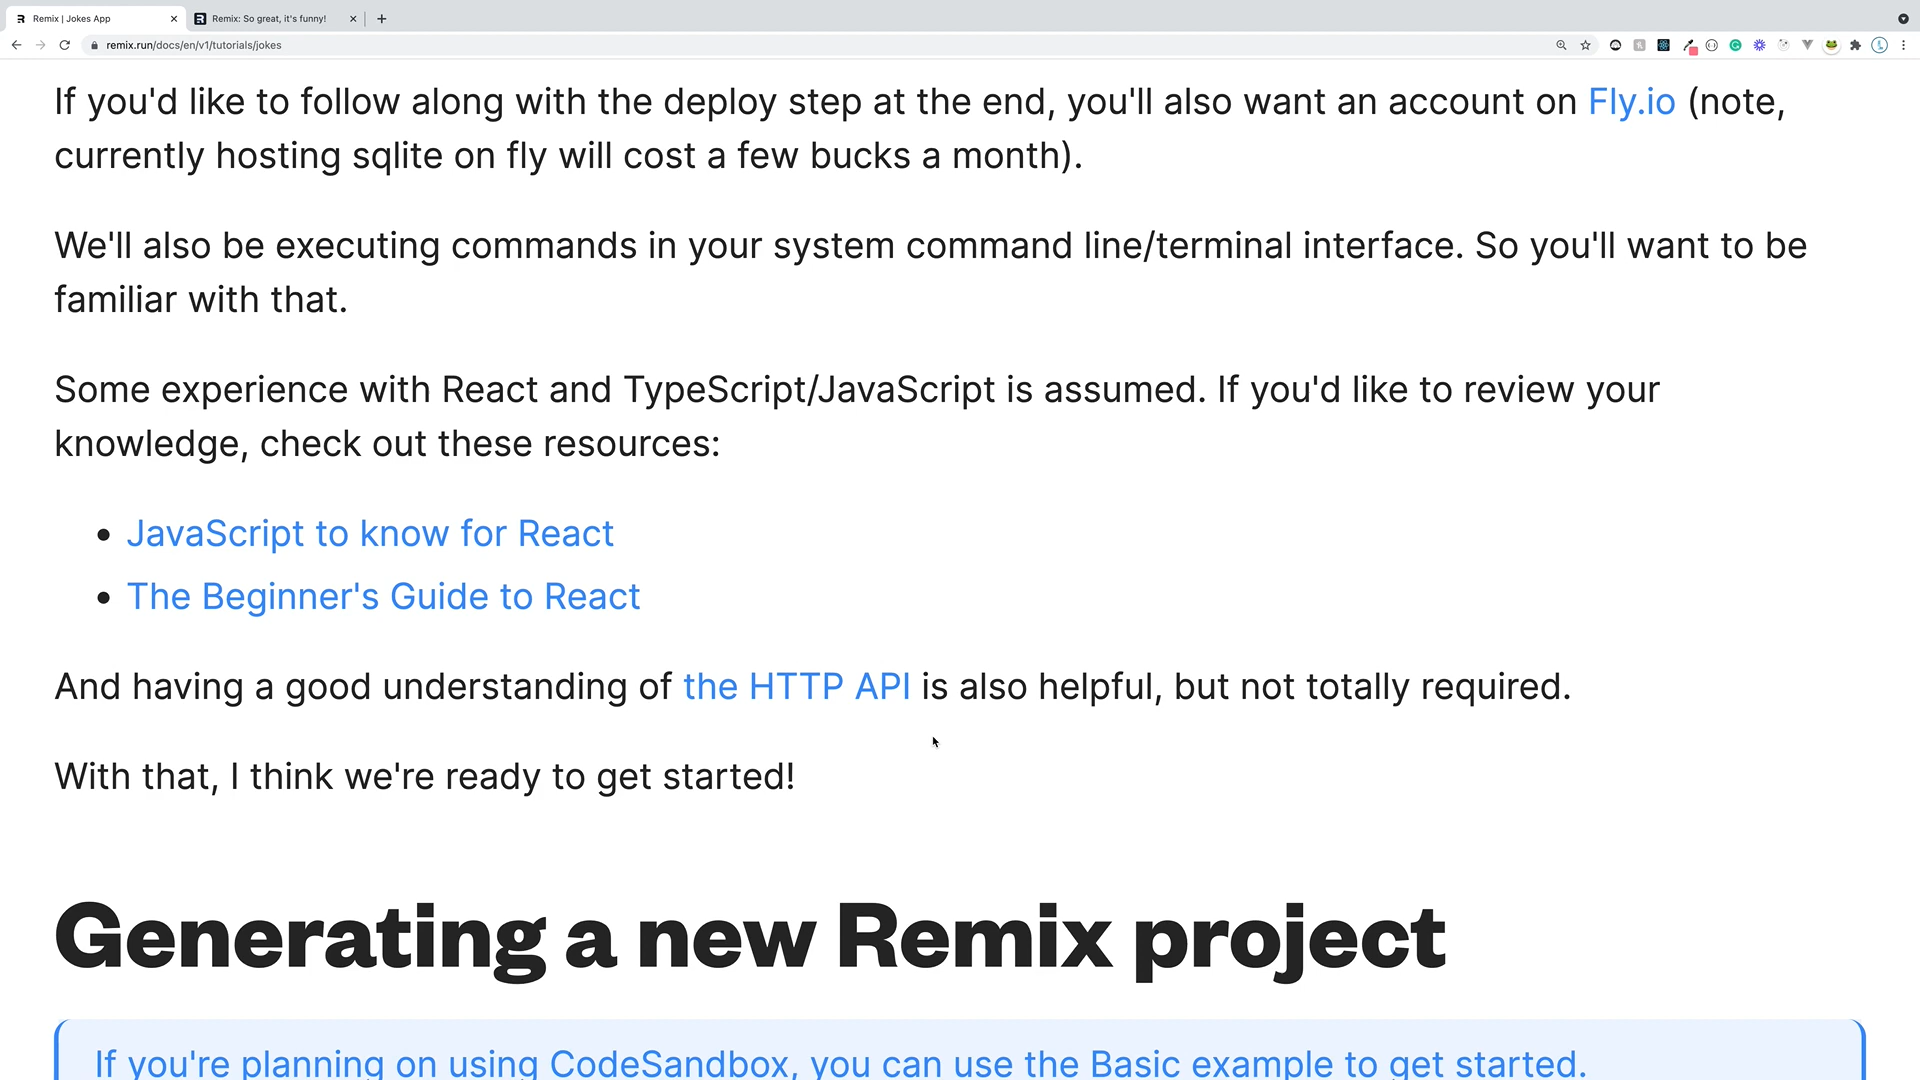 Remix | Jokes App
Remix: So great, it's funny!
remix.run/docs/en/v1/tutorials/jokes
If you'd like to follow along with the deploy step at the end, you'll also want an account on Fly.io (note,
currently hosting sqlite on fly will cost a few bucks a month).
We'll also be executing commands in your system command line/terminal interface. So you'll want to be
familiar with that.
Some experience with React and TypeScript/JavaScript is assumed. If you'd like to review your
knowledge, check out these resources:
• JavaScript to know for React
• The Beginner's Guide to React
And having a good understanding of the HTTP API is also helpful, but not totally required.
With that, I think we're ready to get started!
Generating a new Remix project
If you're planning on using CodeSandbox, you can use the Basic example to get started.